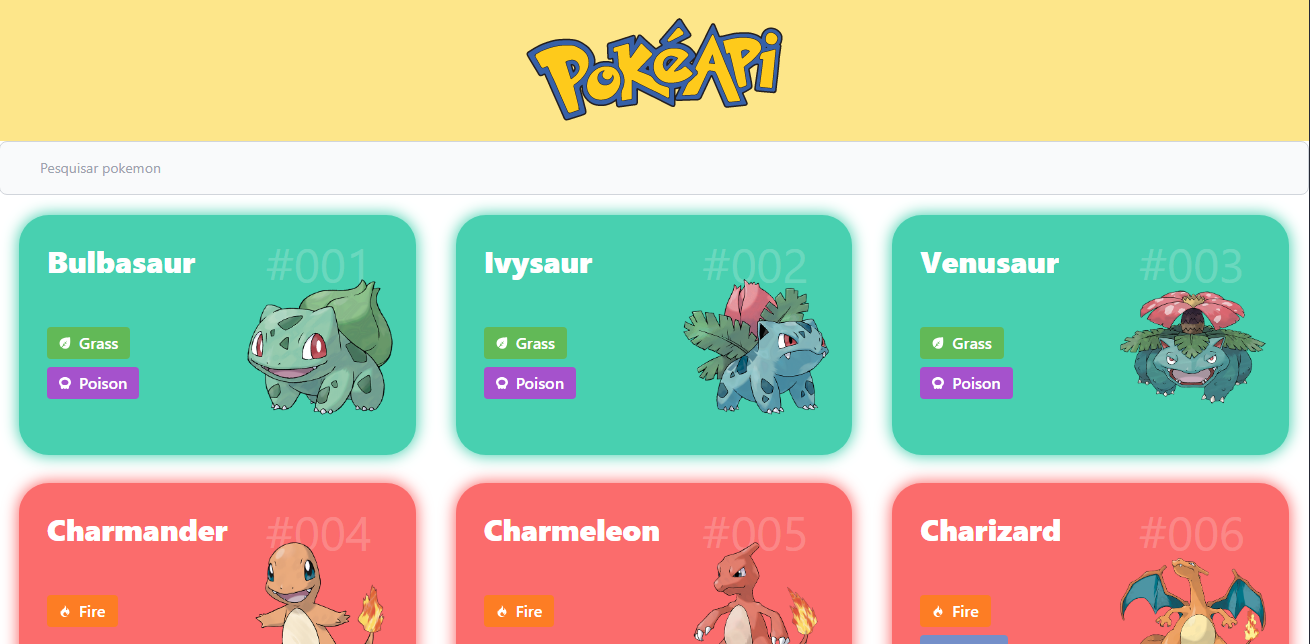 PokéApi
Pesquisar pokemon
Bulbasaur #001
Grass
Poison
Ivysaur #002
Grass
Poison
Venusaur #003
Grass
Poison
Charmander #004
Fire
Charmeleon #005
Fire
Charizard #006
Fire